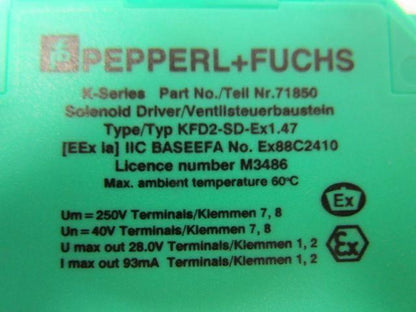 PEPPERL+FUCHS
K-Series Part No./Teil Nr.71850
Solenoid Driver/Ventilsteuerbaustein
Type/Typ KFD2-SD-Ex1.47
[EEx ia] IIC BASEEFA No. Ex88C2410
Licence number M3486
Max. ambient temperature 60°C
Um=250V Terminals/Klemmen 7, 8
Un=40V Terminals/Klemmen 7, 8
U max out 28.0V Terminals/Klemmen 1, 2
I max out 93mA Terminals/Klemmen 1, 2
Ex
Ex